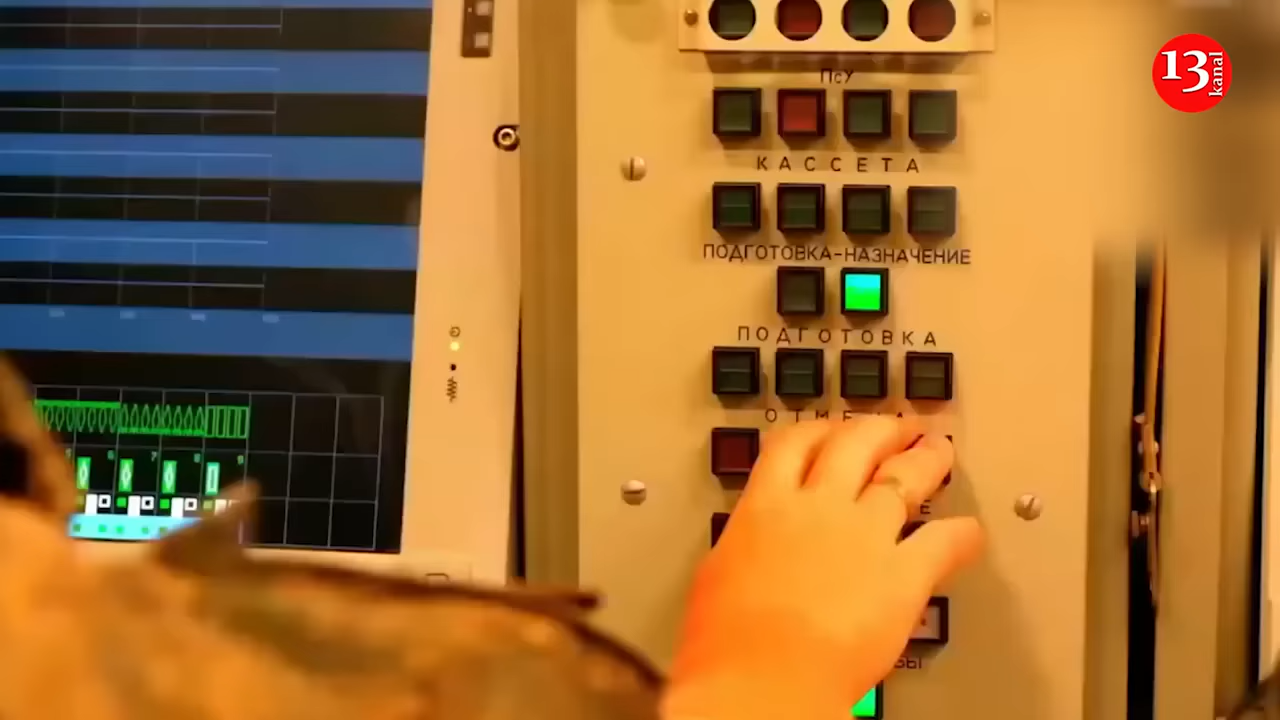 13 kanal
ПсУ
КАССЕТА
ПОДГОТОВКА-НАЗНАЧЕНИЕ
ПОДГОТОВКА